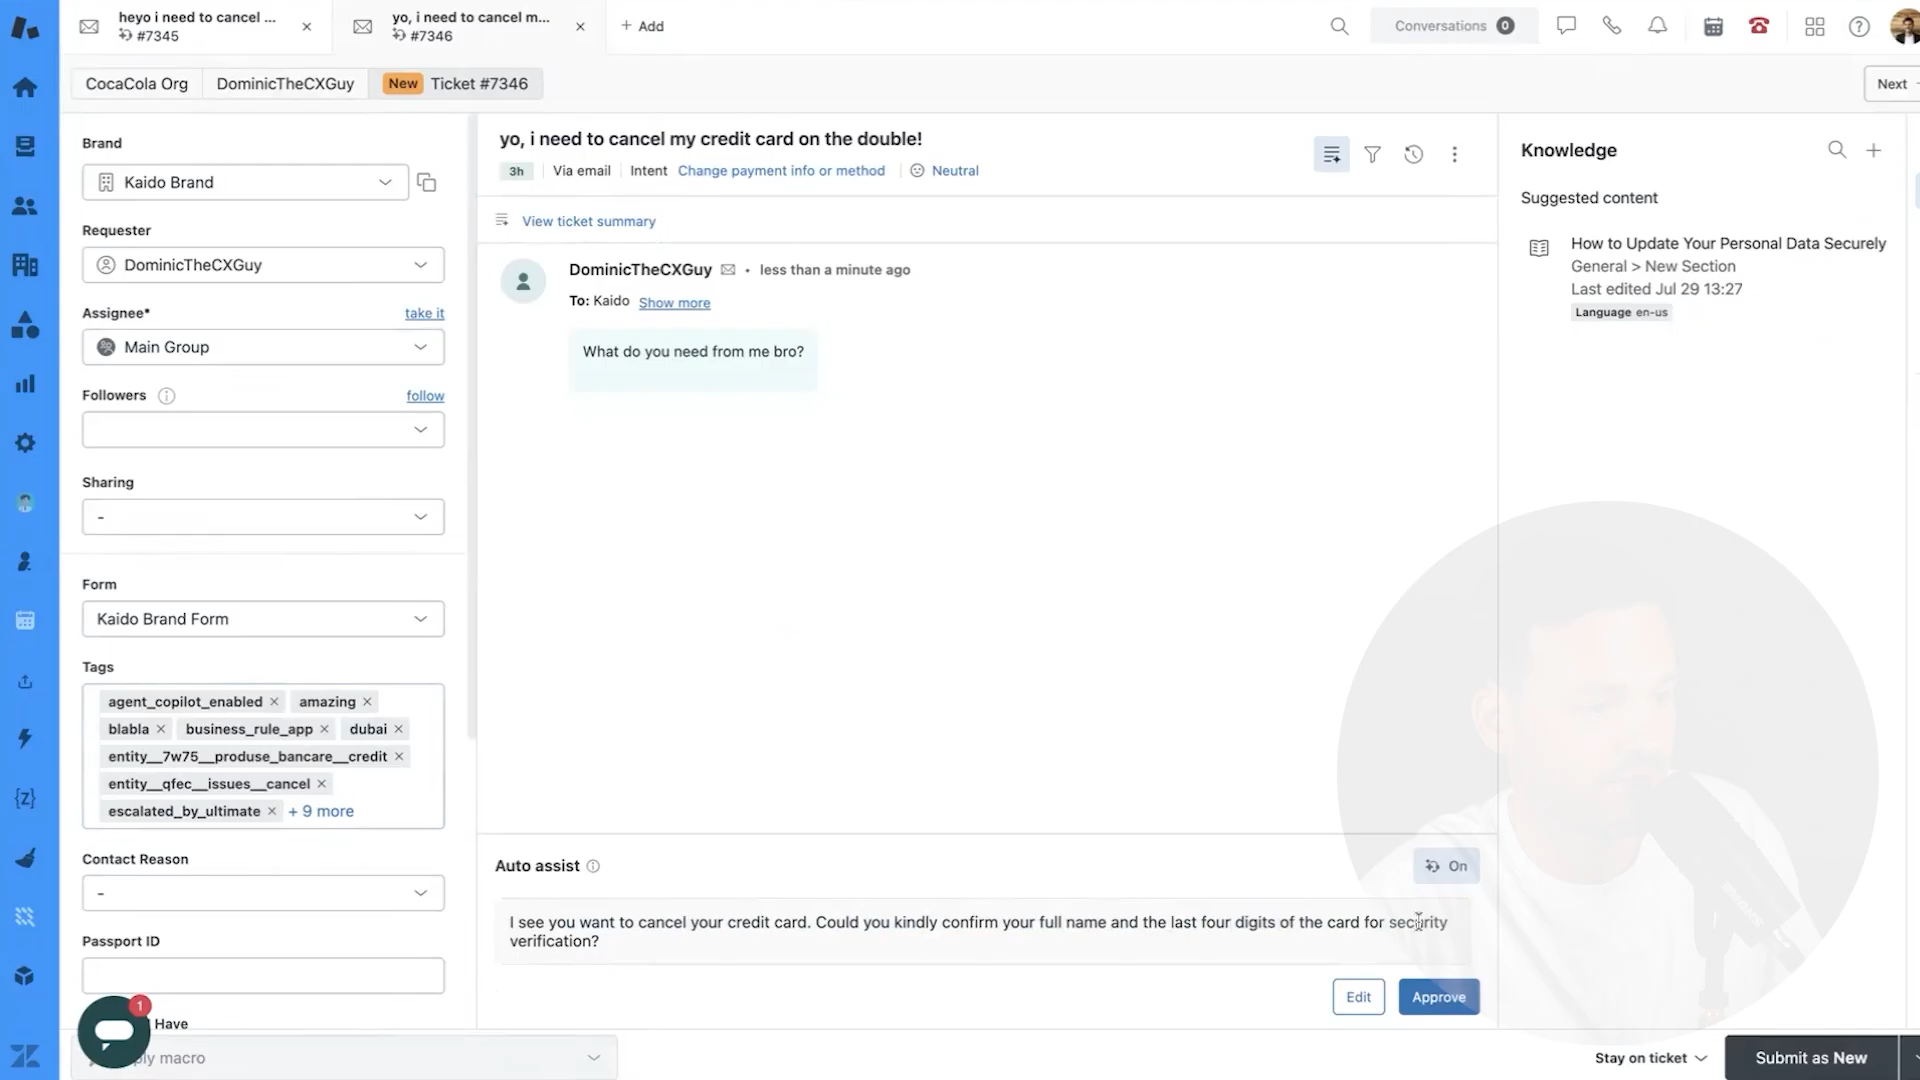 heyo i need to cancel ...
#7345
yo, i need to cancel m...
#7346
+ Add
Conversations 0
CocaCola Org
DominicTheCXGuy
New Ticket #7346
Next
Brand
Kaido Brand
Requester
DominicTheCXGuy
Assignee*
take it
Main Group
Followers
follow
Sharing
-
Form
Kaido Brand Form
Tags
agent_copilot_enabled ×
amazing ×
blabla ×
business_rule_app ×
dubai ×
entity__7w75__produse_bancare__credit ×
entity__qfec__issues__cancel ×
escalated_by_ultimate ×
+ 9 more
Contact Reason
-
Passport ID
Have
1
ply macro
yo, i need to cancel my credit card on the double!
3h
Via email
Intent Change payment info or method
Neutral
View ticket summary
DominicTheCXGuy • less than a minute ago
To: Kaido Show more
What do you need from me bro?
Auto assist
On
I see you want to cancel your credit card. Could you kindly confirm your full name and the last four digits of the card for security
verification?
Edit
Approve
Knowledge
Suggested content
How to Update Your Personal Data Securely
General > New Section
Last edited Jul 29 13:27
Language en-us
Stay on ticket
Submit as New